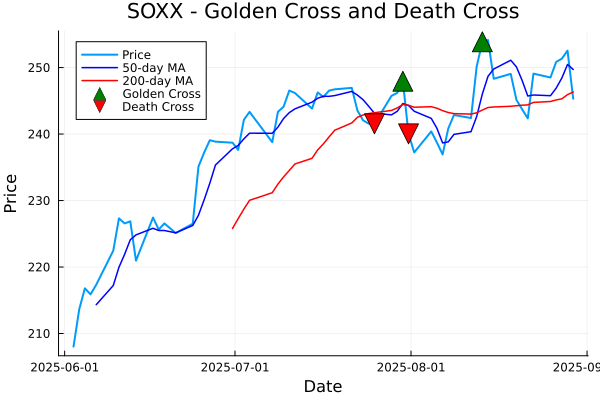 SOXX - Golden Cross and Death Cross
Price
50-day MA
200-day MA
Golden Cross
Death Cross
Price
250
240
230
220
210
2025-06-01
2025-07-01
2025-08-01
2025-09-01
Date